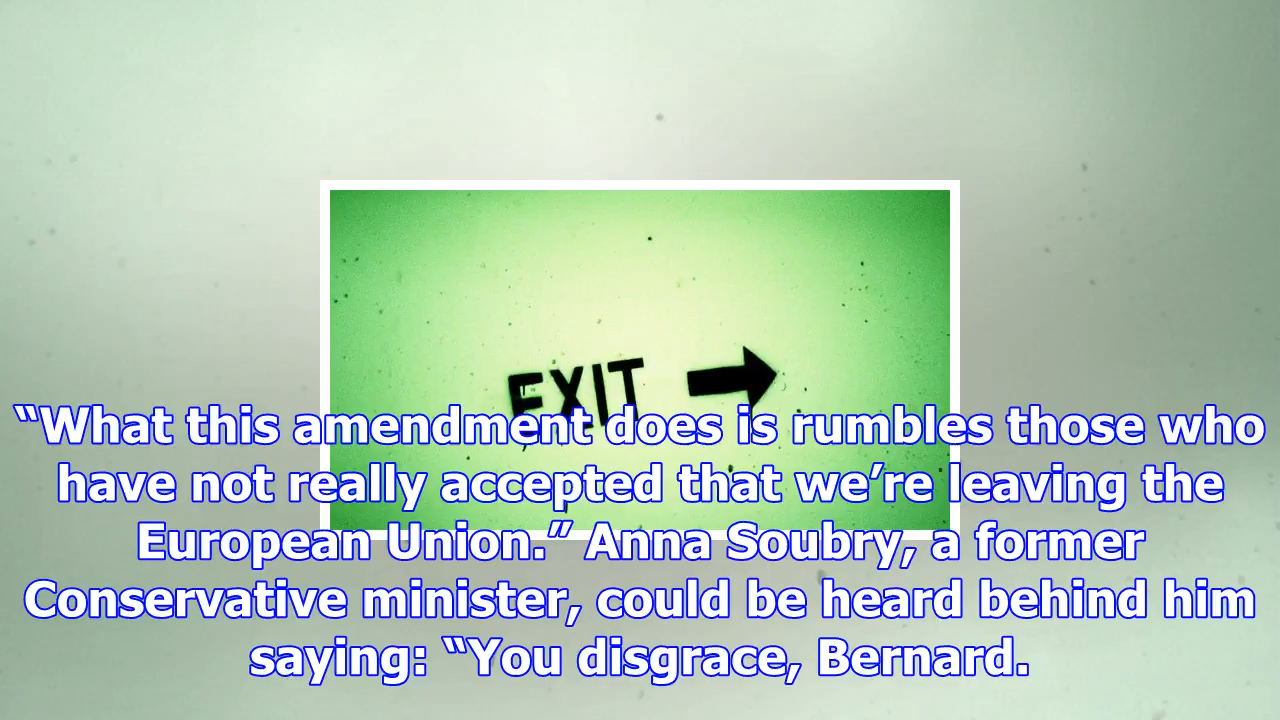 EXIT
“What this amendment does is rumbles those who
have not really accepted that we’re leaving the
European Union.” Anna Soubry, a former
Conservative minister, could be heard behind him
saying: “You disgrace, Bernard.